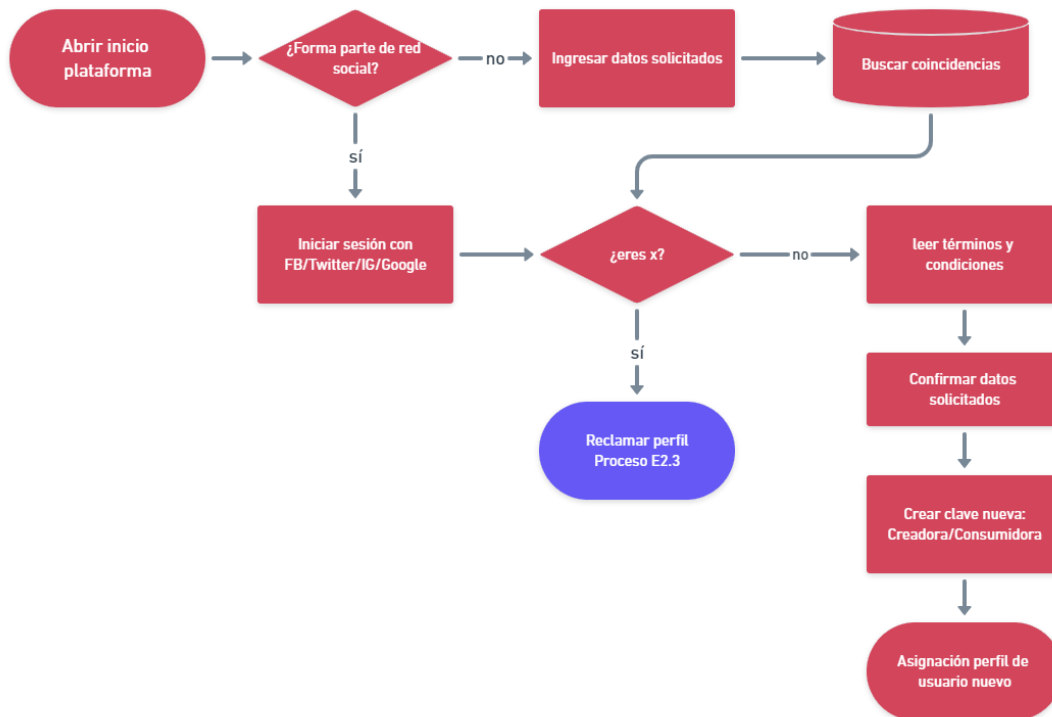 Abrir inicio
plataforma
¿Forma parte de red
social?
no
Ingresar datos solicitados
Buscar coincidencias
sí
Iniciar sesión con
FB/Twitter/IG/Google
¿eres x?
no
leer términos y
condiciones
sí
Confirmar datos
solicitados
Reclamar perfil
Proceso E2.3
Crear clave nueva:
Creadora/Consumidora
Asignación perfil de
usuario nuevo